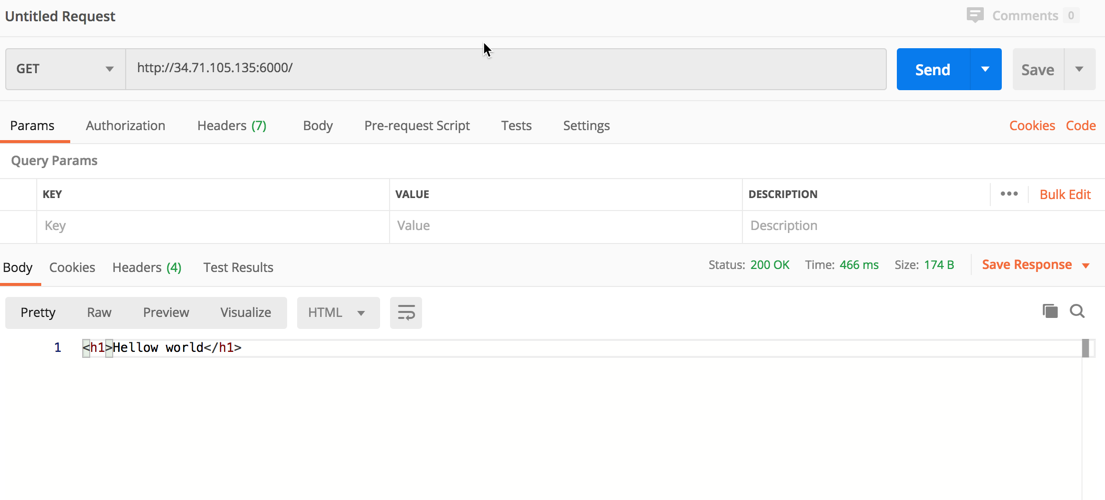 Untitled Request Comments 0
GET http://34.71.105.135:6000/ Send Save
Params Authorization Headers (7) Body Pre-request Script Tests Settings Cookies Code
Query Params
KEY VALUE DESCRIPTION ••• Bulk Edit
Key Value Description
Body Cookies Headers (4) Test Results Status: 200 OK Time: 466 ms Size: 174 B Save Response
Pretty Raw Preview Visualize HTML
1 <h1>Hellow world</h1>